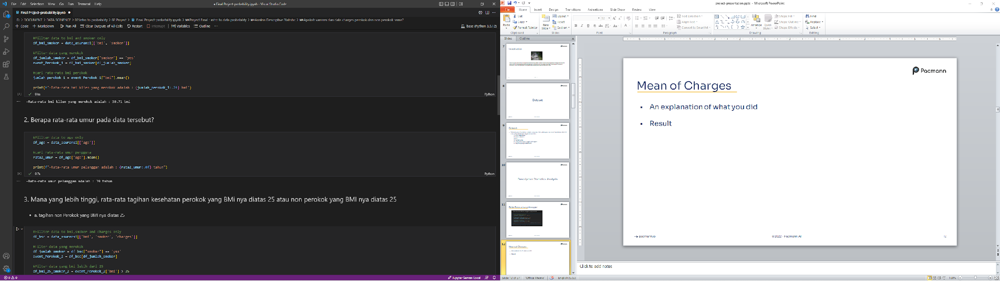 File Edit Selection View Go Run Terminal Help
● Final Project-probability.ipynb - Visual Studio Code
Final Project-probability.ipynb ●
D: > DOCUMENT > DATA SCINENCE > 02.Intro to probability > 02 Project > Final Project-probability.ipynb > M+Project Final - intro to data probability > M+Analisa Descriptive Statistic > M+Apakah variansi dari data charges perokok dan non perokok sama?
+ Code + Markdown Run All Clear Outputs of All Cells Restart Interrupt Variables Outline ...
base (Python 3.9.12)
#Fillter data to bmi and smoker only
df_bmi_smoker = data_asuransi[['bmi', 'smoker']]
#Filter data yang merokok
df_jumlah_smoker = df_bmi_smoker["smoker"] == 'yes'
event_Perokok_1 = df_bmi_smoker[df_jumlah_smoker]
#cari rata-rata bmi perokok
jumlah_perokok_1 = event_Perokok_1["bmi"].mean()
print(f"-Rata-rata bmi klien yang merokok adalah : {jumlah_perokok_1:.2f} bmi")
[3] ✓ 0.6s
Python
... -Rata-rata bmi klien yang merokok adalah : 30.71 bmi
2. Berapa rata-rata umur pada data tersebut?
#Fillter data to age only
df_age = data_asuransi[['age']]
#cari rata-rata umur pengguna
rata2_umur = df_age["age"].mean()
print(f"-Rata-rata umur pelanggan adalah : {rata2_umur:.0f} tahun")
[4] ✓ 0.7s
Python
... -Rata-rata umur pelanggan adalah : 39 tahun
3. Mana yang lebih tinggi, rata-rata tagihan kesehatan perokok yang BMi nya diatas 25 atau non perokok yang BMI nya diatas 25
• a. tagihan non Perokok yang BMI nya diatas 25
#Fillter data to bmi,smoker and charges only
df_bsc = data_asuransi[['bmi', 'smoker', 'charges']]
#Filter data yang merokok
df_jumlah_smoker = df_bsc["smoker"] == 'yes'
event_Perokok_2 = df_bsc[df_jumlah_smoker]
#Filter data yang bmi lebih dari 25
df_bmi_25_smoker_2 = event_Perokok_2['bmi'] > 25
0 0
Jupyter Server: Local
project-presentation.pptx - Microsoft PowerPoint
File Home Insert Design Transitions Animations Slide Show Review View
Paste
Cut
Copy
Format Painter
Clipboard
New Slide
Layout
Reset
Section
Slides
32
B I U S abc AV Aa A
Font
Text Direction
Align Text
Convert to SmartArt
Paragraph
Arrange
Quick Styles
Shape Fill
Shape Outline
Shape Effects
Drawing
Find
Replace
Select
Editing
Slides Outline
7
Introduction
8
Dataset
9
Dataset
10
Descriptive Statistics Analysis
11
Rata-Rata umur pelanggan
12
Mean of Charges
Result
Pacmann
Mean of Charges
▪ An explanation of what you did
▪ Result
pacmann.io
© 2022 - Pacmann AI
12
Click to add notes
Slide 12 of 37 "Office Theme" English (U.S.)
100%